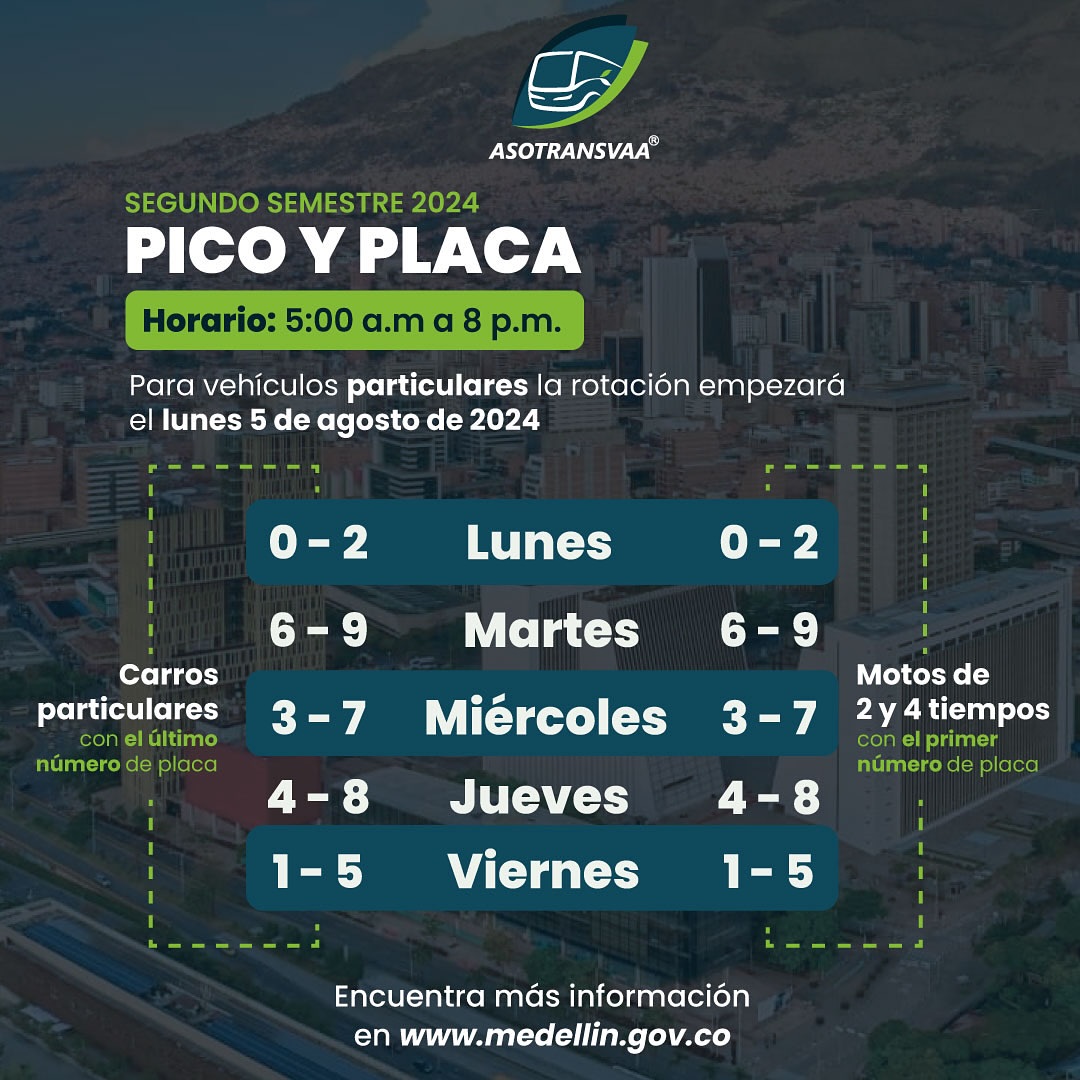 ASOTRANSVAA®
SEGUNDO SEMESTRE 2024
PICO Y PLACA
Horario: 5:00 a.m a 8 p.m.
Para vehículos particulares la rotación empezará
el lunes 5 de agosto de 2024
0 - 2 Lunes 0 - 2
6 - 9 Martes 6 - 9
3 - 7 Miércoles 3 - 7
4 - 8 Jueves 4 - 8
1 - 5 Viernes 1 - 5
Carros
particulares
con el último
número de placa
Motos de
2 y 4 tiempos
con el primer
número de placa
Encuentra más información
en www.medellin.gov.co